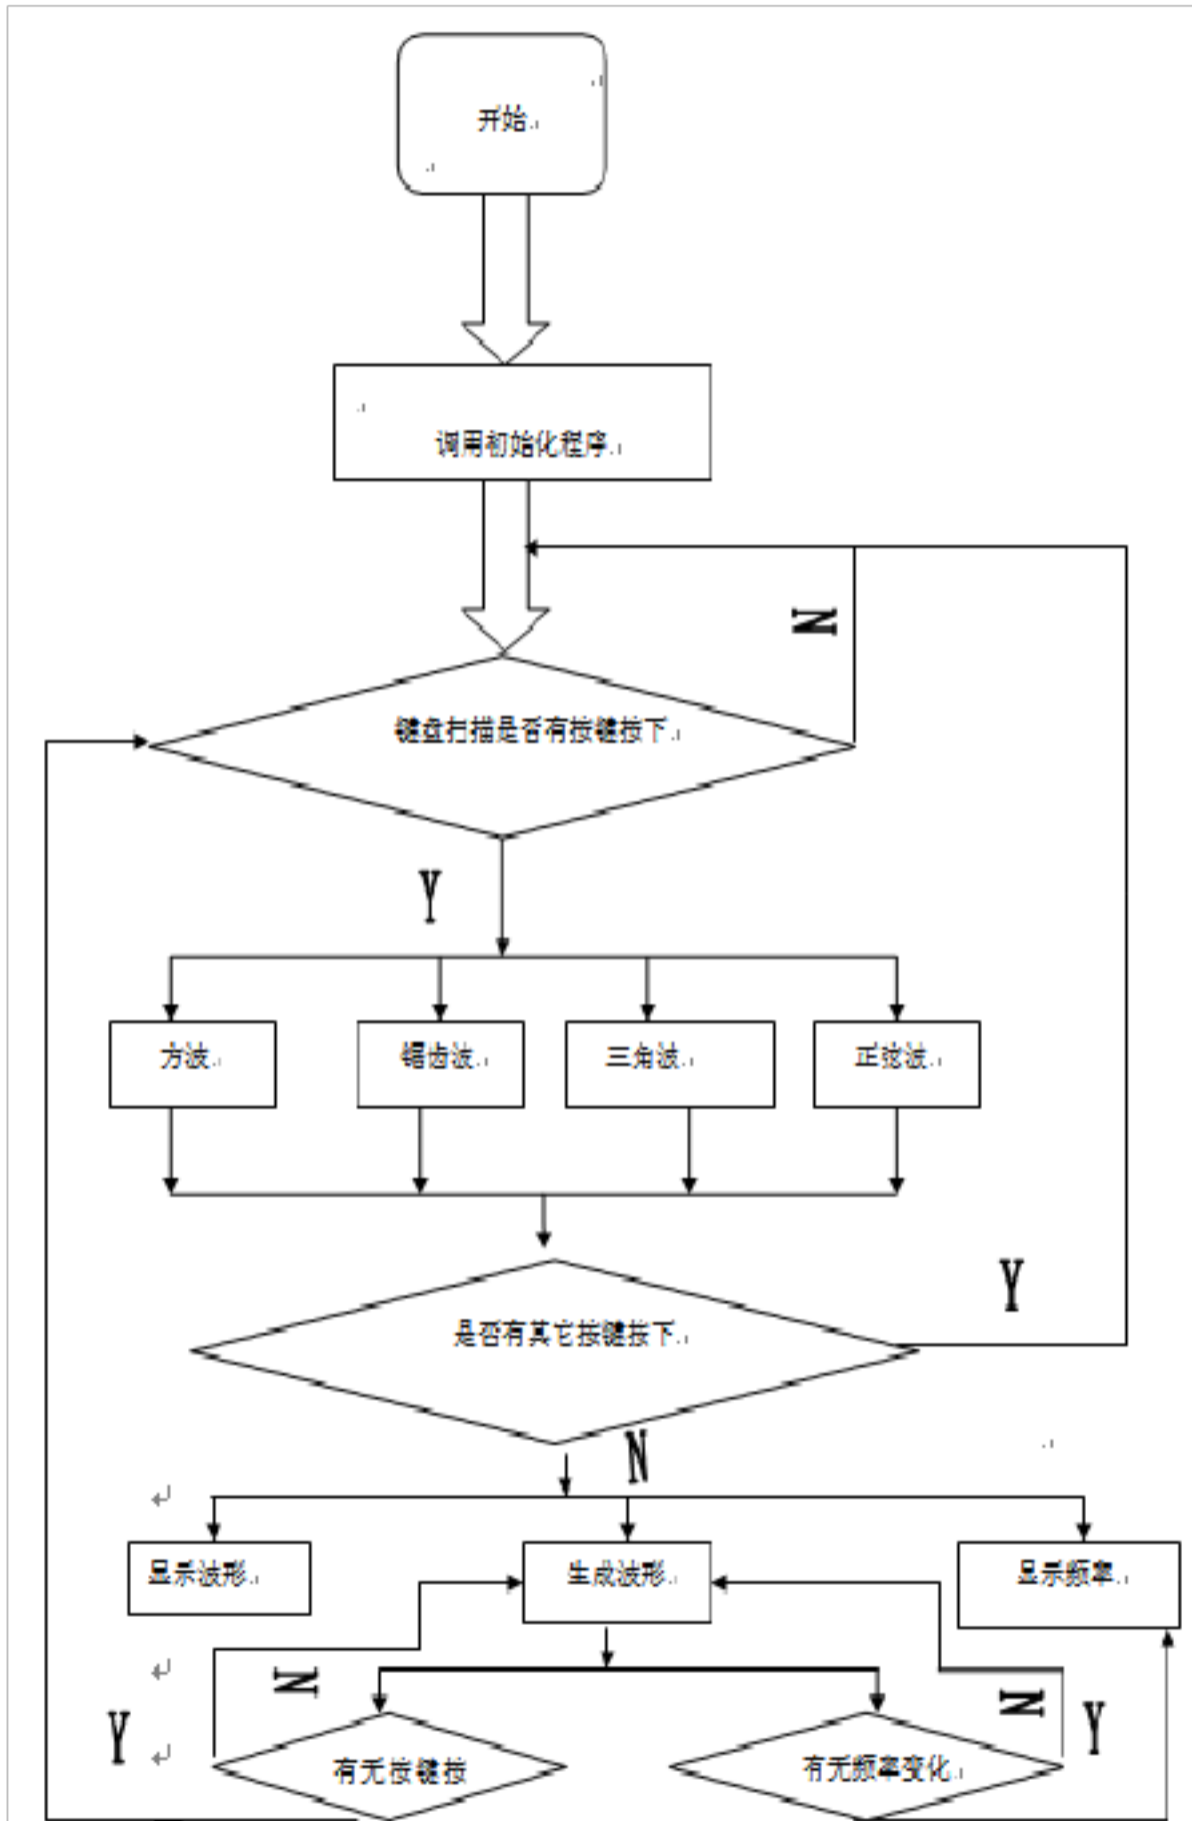 开始
调用初始化程序
N
键盘扫描是否有按键按下
Y
方波
锯齿波
三角波
正弦波
Y
是否有其它按键按下
N
显示波形
生成波形
显示频率
N
N
Y
Y
有无按键按
有无频率变化